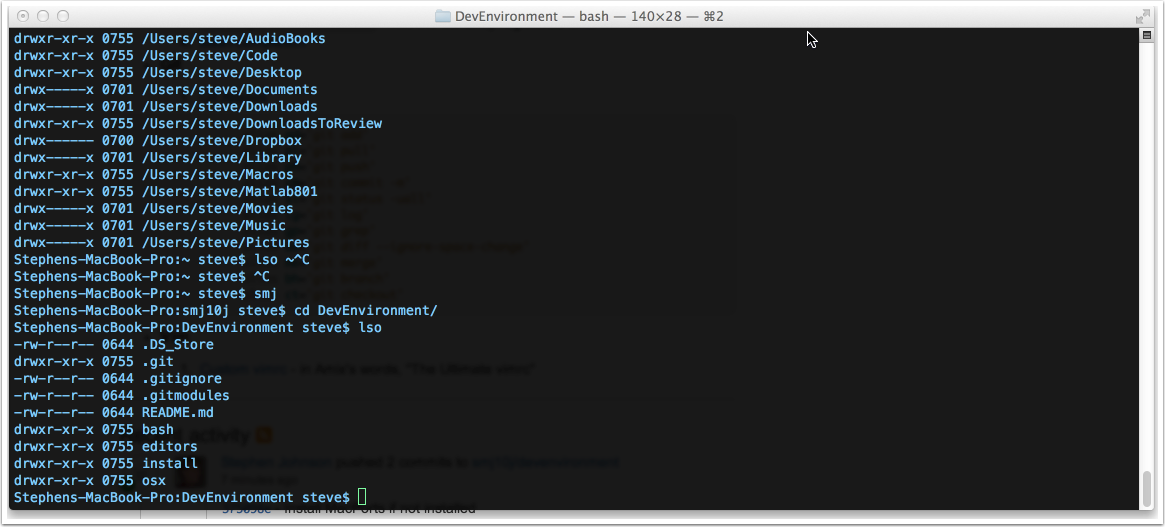 DevEnvironment — bash — 140×28 — ⌘2
drwxr-xr-x 0755 /Users/steve/AudioBooks
drwxr-xr-x 0755 /Users/steve/Code
drwxr-xr-x 0755 /Users/steve/Desktop
drwx-----x 0701 /Users/steve/Documents
drwx-----x 0701 /Users/steve/Downloads
drwxr-xr-x 0755 /Users/steve/DownloadsToReview
drwx------ 0700 /Users/steve/Dropbox
drwx-----x 0701 /Users/steve/Library
drwxr-xr-x 0755 /Users/steve/Macros
drwxr-xr-x 0755 /Users/steve/Matlab801
drwx-----x 0701 /Users/steve/Movies
drwx-----x 0701 /Users/steve/Music
drwx-----x 0701 /Users/steve/Pictures
Stephens-MacBook-Pro:~ steve$ lso ~^C
Stephens-MacBook-Pro:~ steve$ ^C
Stephens-MacBook-Pro:~ steve$ smj
Stephens-MacBook-Pro:smj10j steve$ cd DevEnvironment/
Stephens-MacBook-Pro:DevEnvironment steve$ lso
-rw-r--r-- 0644 .DS_Store
drwxr-xr-x 0755 .git
-rw-r--r-- 0644 .gitignore
-rw-r--r-- 0644 .gitmodules
-rw-r--r-- 0644 README.md
drwxr-xr-x 0755 bash
drwxr-xr-x 0755 editors
drwxr-xr-x 0755 install
drwxr-xr-x 0755 osx
Stephens-MacBook-Pro:DevEnvironment steve$